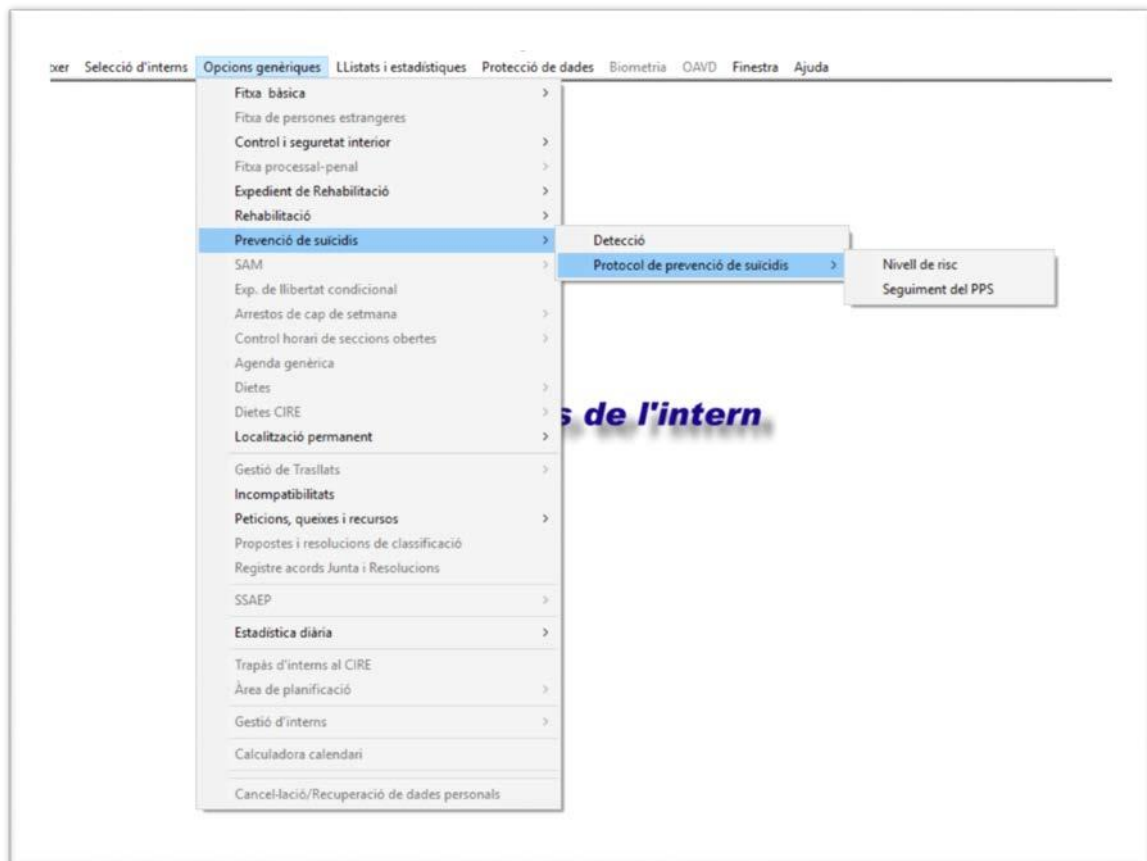 xer Selecció d'interns Opcions genèriques LListats i estadístiques Protecció de dades Biometria OAVD Finestra Ajuda
Fitxa bàsica
Fitxa de persones estrangeres
Control i seguretat interior
Fitxa processal-penal
Expedient de Rehabilitació
Rehabilitació
Prevenció de suïcidis
Detecció
SAM
Protocol de prevenció de suïcidis
Nivell de risc
Exp. de llibertat condicional
Seguiment del PPS
Arrestos de cap de setmana
Control horari de seccions obertes
Agenda genèrica
Dietes
Dietes CIRE
s de l'intern
Localització permanent
Gestió de Trasllats
Incompatibilitats
Peticions, queixes i recursos
Propostes i resolucions de classificació
Registre acords Junta i Resolucions
SSAEP
Estadística diària
Trapàs d'interns al CIRE
Àrea de planificació
Gestió d'interns
Calculadora calendari
Cancel·lació/Recuperació de dades personals